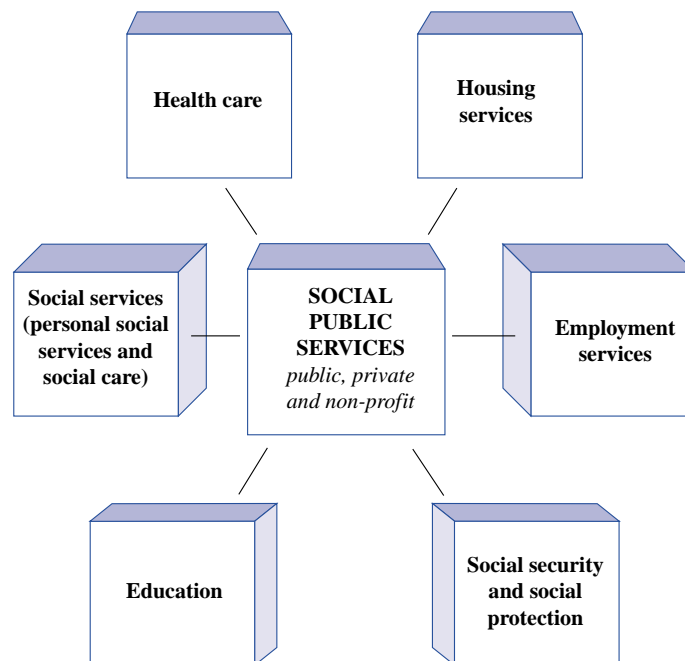 Health care
Housing
services
Social services
(personal social
services and
social care)
SOCIAL
PUBLIC
SERVICES
public, private
and non-profit
Employment
services
Education
Social security
and social
protection